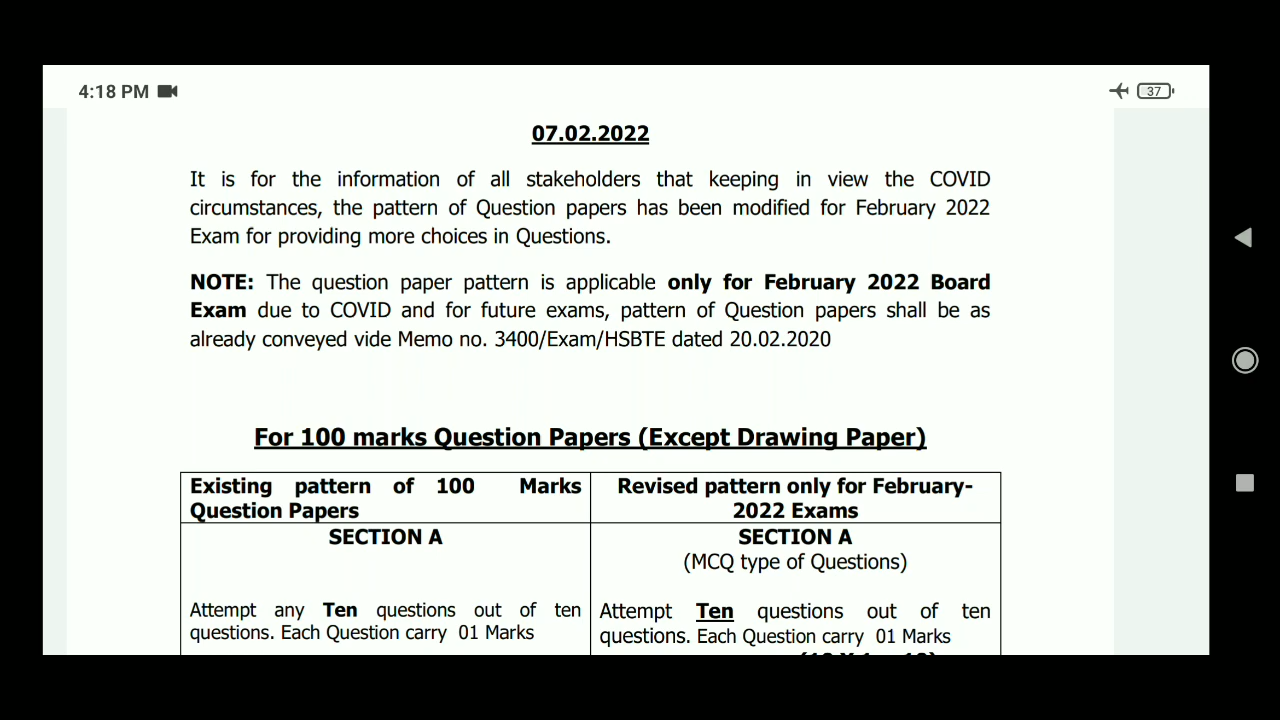 4:18 PM
37
07.02.2022
It is for the information of all stakeholders that keeping in view the COVID
circumstances, the pattern of Question papers has been modified for February 2022
Exam for providing more choices in Questions.
NOTE: The question paper pattern is applicable only for February 2022 Board
Exam due to COVID and for future exams, pattern of Question papers shall be as
already conveyed vide Memo no. 3400/Exam/HSBTE dated 20.02.2020
For 100 marks Question Papers (Except Drawing Paper)
Existing pattern of 100 Marks
Question Papers
SECTION A
Attempt any Ten questions out of ten
questions. Each Question carry 01 Marks
Revised pattern only for February-
2022 Exams
SECTION A
(MCQ type of Questions)
Attempt Ten questions out of ten
questions. Each Question carry 01 Marks